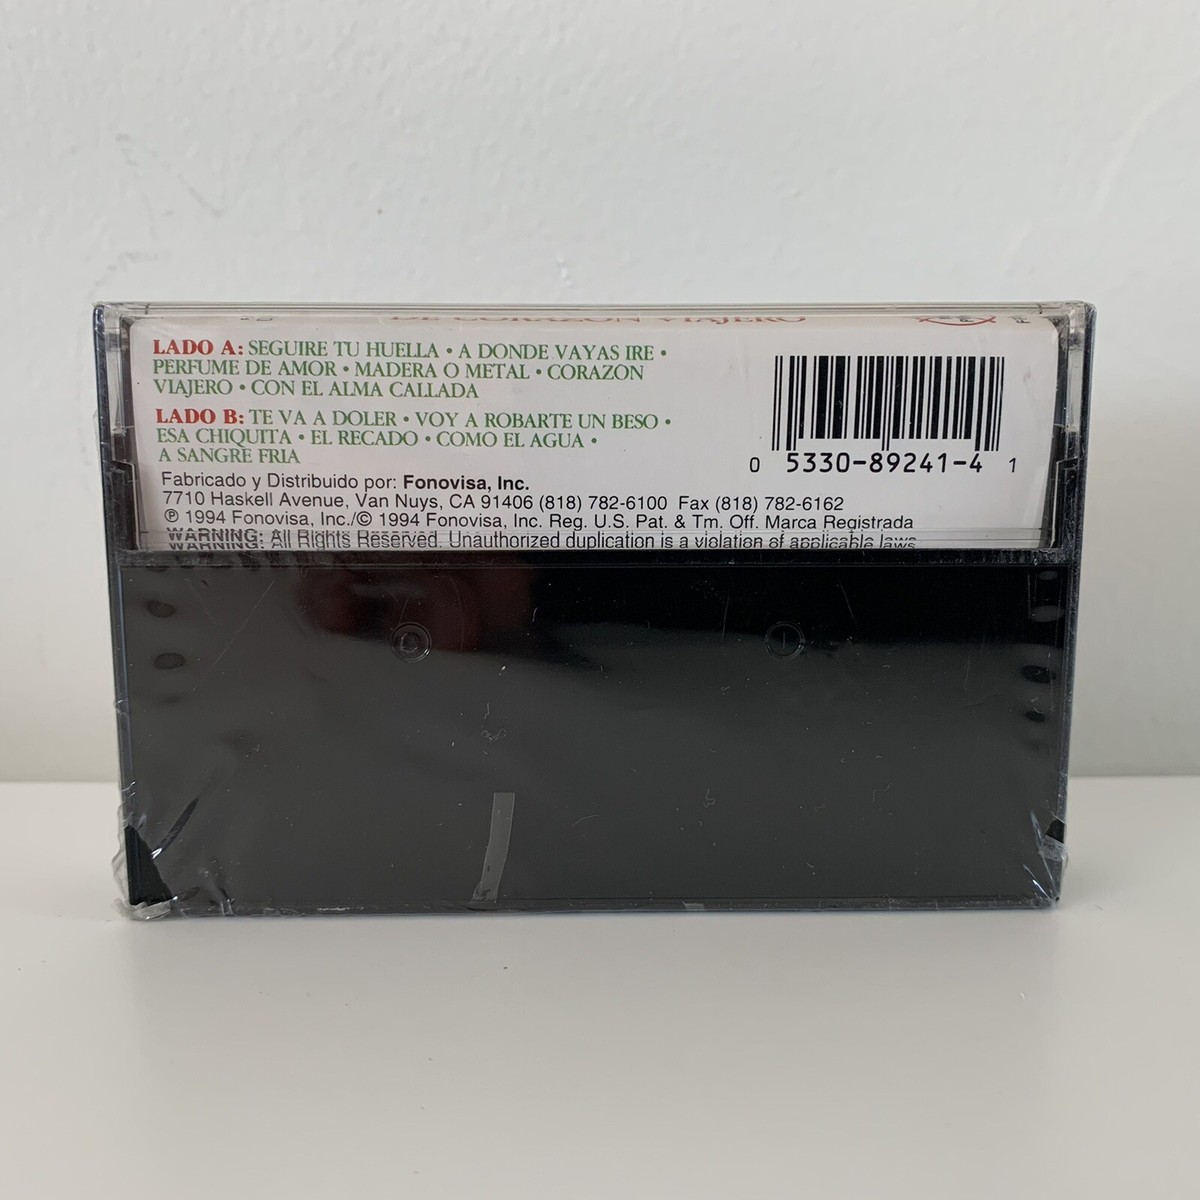 DE CORAZON VIAJERO
LADO A: SEGUIRE TU HUELLA • A DONDE VAYAS IRE •
PERFUME DE AMOR • MADERA O METAL • CORAZON
VIAJERO • CON EL ALMA CALLADA
LADO B: TE VA A DOLER • VOY A ROBARTE UN BESO •
ESA CHIQUITA • EL RECADO • COMO EL AGUA •
A SANGRE FRIA
0 5330-89241-4 1
Fabricado y Distribuido por: Fonovisa, Inc.
7710 Haskell Avenue, Van Nuys, CA 91406 (818) 782-6100 Fax (818) 782-6162
℗ 1994 Fonovisa, Inc./© 1994 Fonovisa, Inc. Reg. U.S. Pat. & Tm. Off. Marca Registrada
WARNING: All Rights Reserved. Unauthorized duplication is a violation of applicable laws